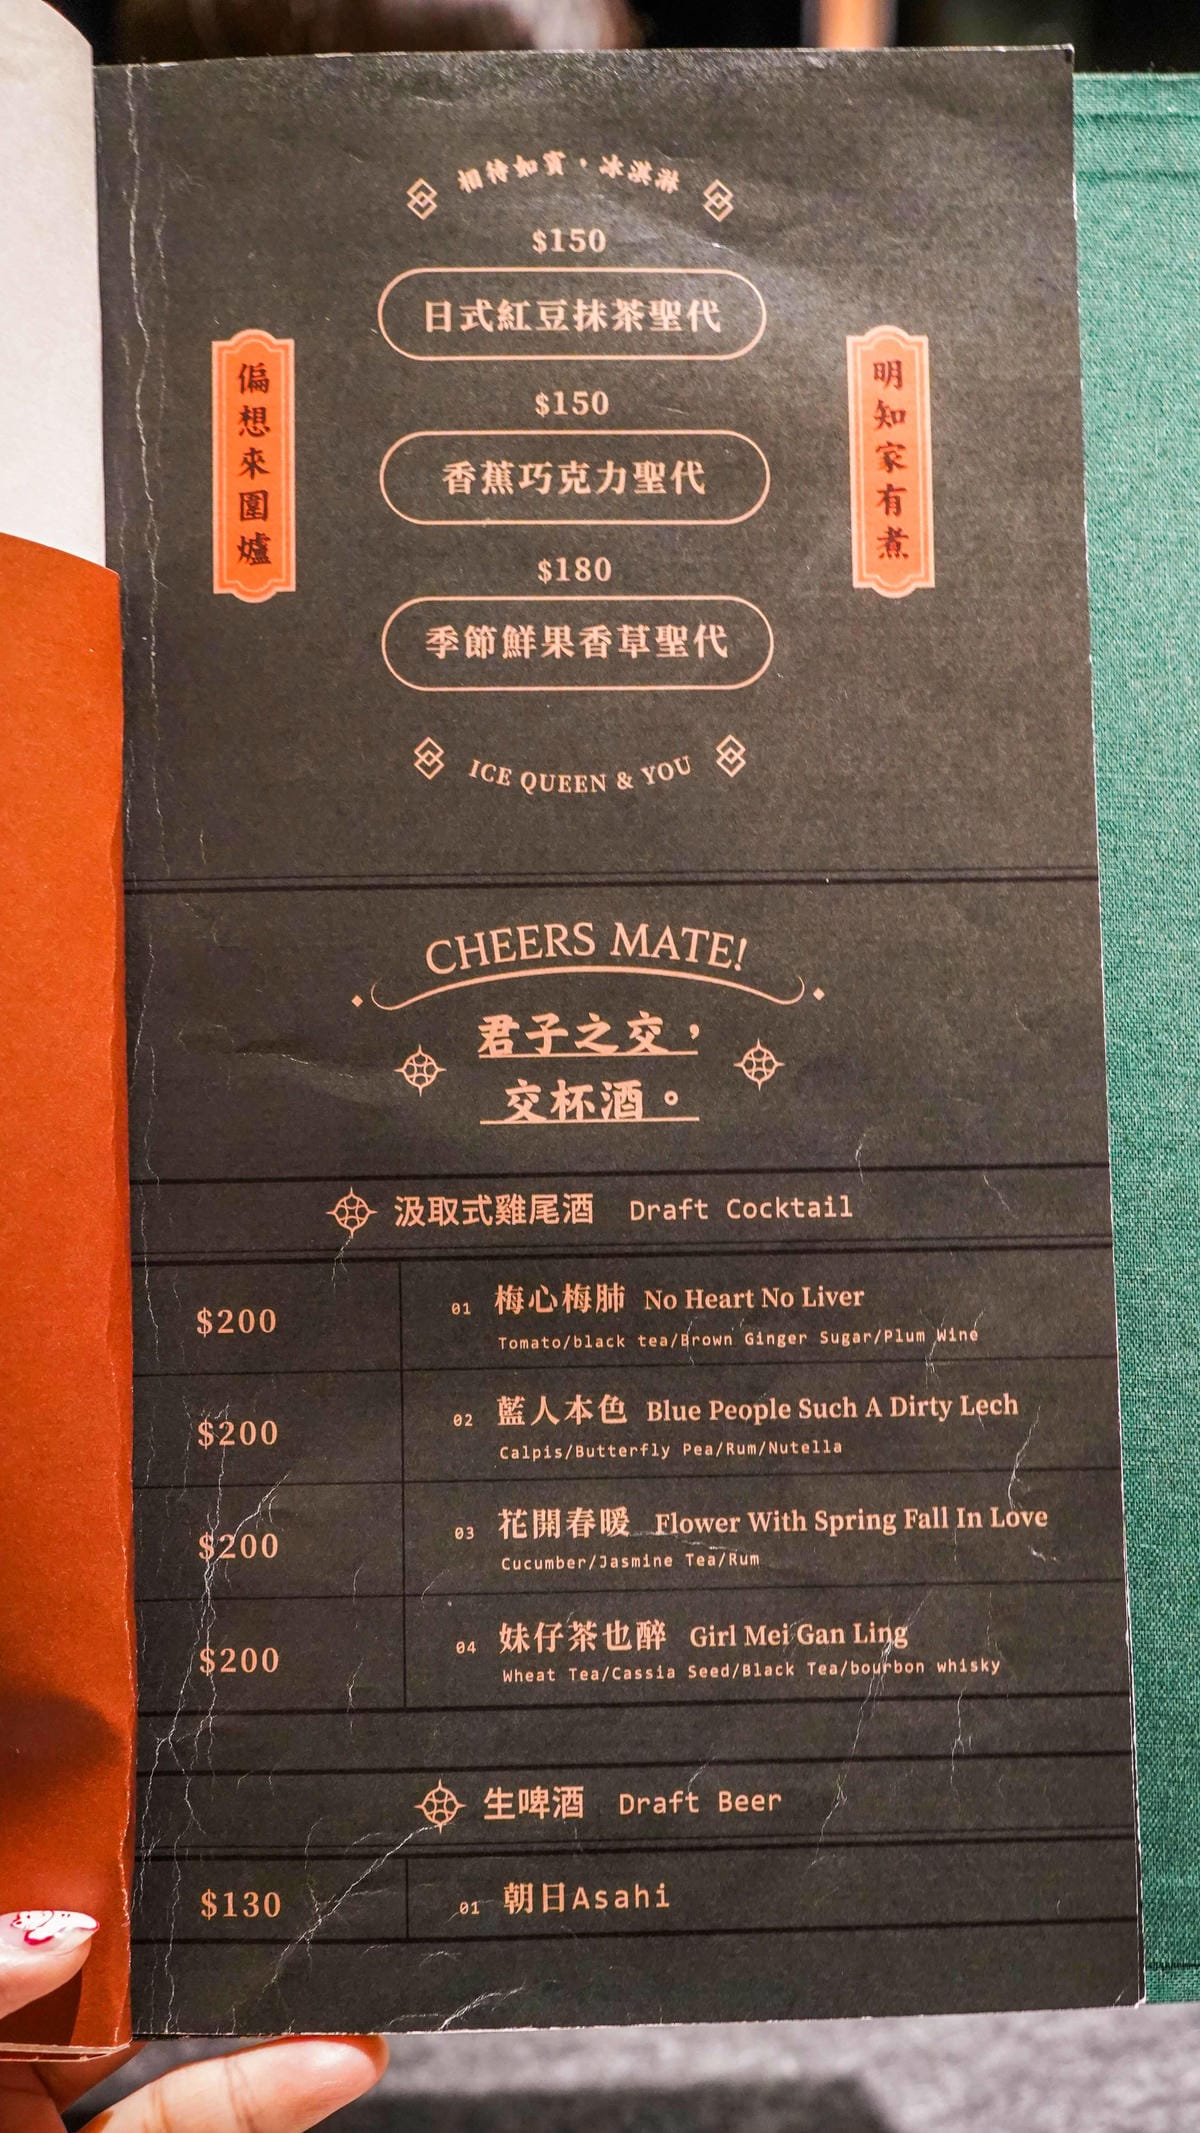 相待如賓,冰淇淋
$150
日式紅豆抹茶聖代
$150
香蕉巧克力聖代
$180
季節鮮果香草聖代
明知家有煮
偏想來圍爐
ICE QUEEN & YOU
CHEERS MATE!
君子之交,
交杯酒。
汲取式雞尾酒 Draft Cocktail
$200 01 梅心梅肺 No Heart No Liver
Tomato/black tea/Brown Ginger Sugar/Plum Wine
$200 02 藍人本色 Blue People Such A Dirty Lech
Calpis/Butterfly Pea/Rum/Nutella
$200 03 花開春暖 Flower With Spring Fall In Love
Cucumber/Jasmine Tea/Rum
$200 04 妹仔茶也醉 Girl Mei Gan Ling
Wheat Tea/Cassia Seed/Black Tea/bourbon whisky
生啤酒 Draft Beer
$130 01 朝日Asahi